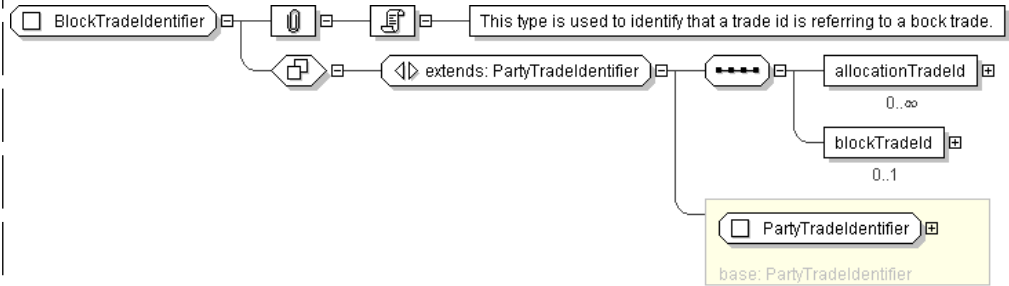 BlockTradeIdentifier
This type is used to identify that a trade id is referring to a bock trade.
extends: PartyTradeIdentifier
allocationTradeId
0..∞
blockTradeId
0..1
PartyTradeIdentifier
base: PartyTradeIdentifier